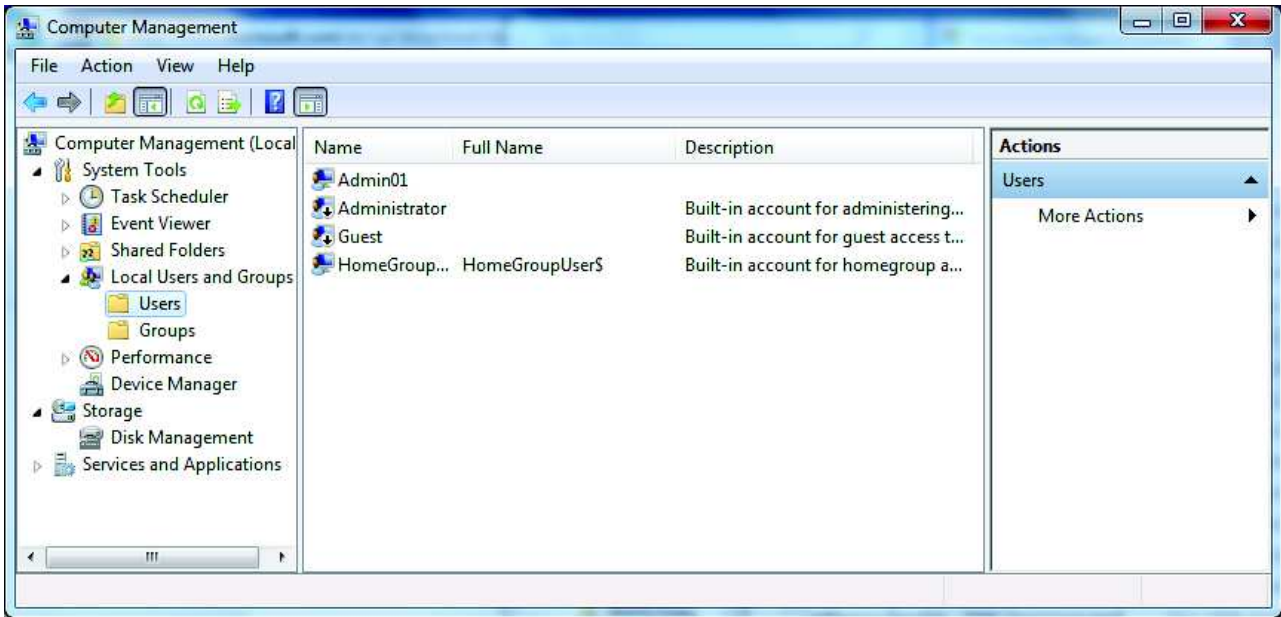 Computer Management
File Action View Help
Computer Management (Local
System Tools
Task Scheduler
Event Viewer
Shared Folders
Local Users and Groups
Users
Groups
Performance
Device Manager
Storage
Disk Management
Services and Applications
Name Full Name Description
Admin01
Administrator Built-in account for administering...
Guest Built-in account for guest access t...
HomeGroup... HomeGroupUser$ Built-in account for homegroup a...
Actions
Users
More Actions